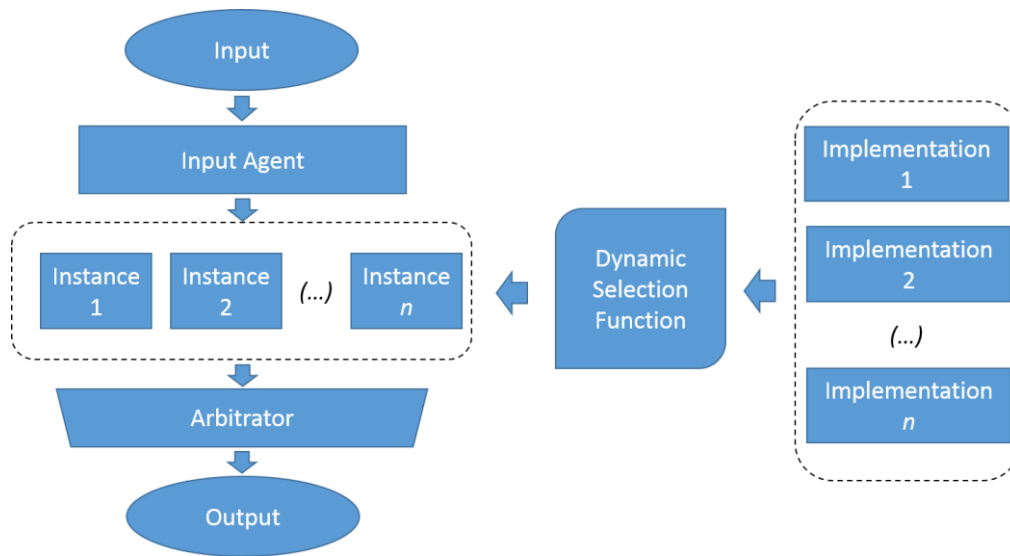 Input
Input Agent
Instance
1
Instance
2
(...)
Instance
n
Arbitrator
Output
Dynamic
Selection
Function
Implementation
1
Implementation
2
(...)
Implementation
n